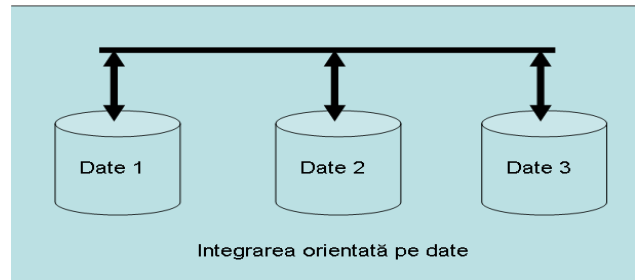 Date 1
Date 2
Date 3
Integrarea orientată pe date